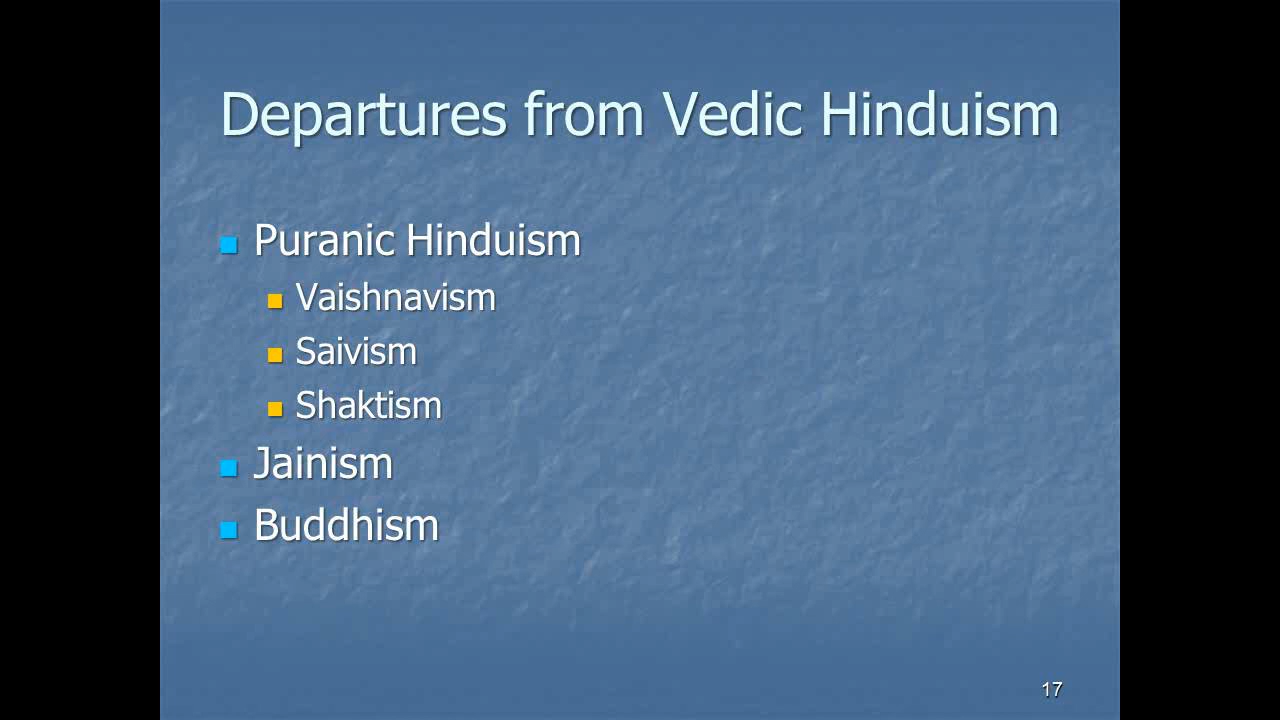 Departures from Vedic Hinduism
Puranic Hinduism
Vaishnavism
Saivism
Shaktism
Jainism
Buddhism
17